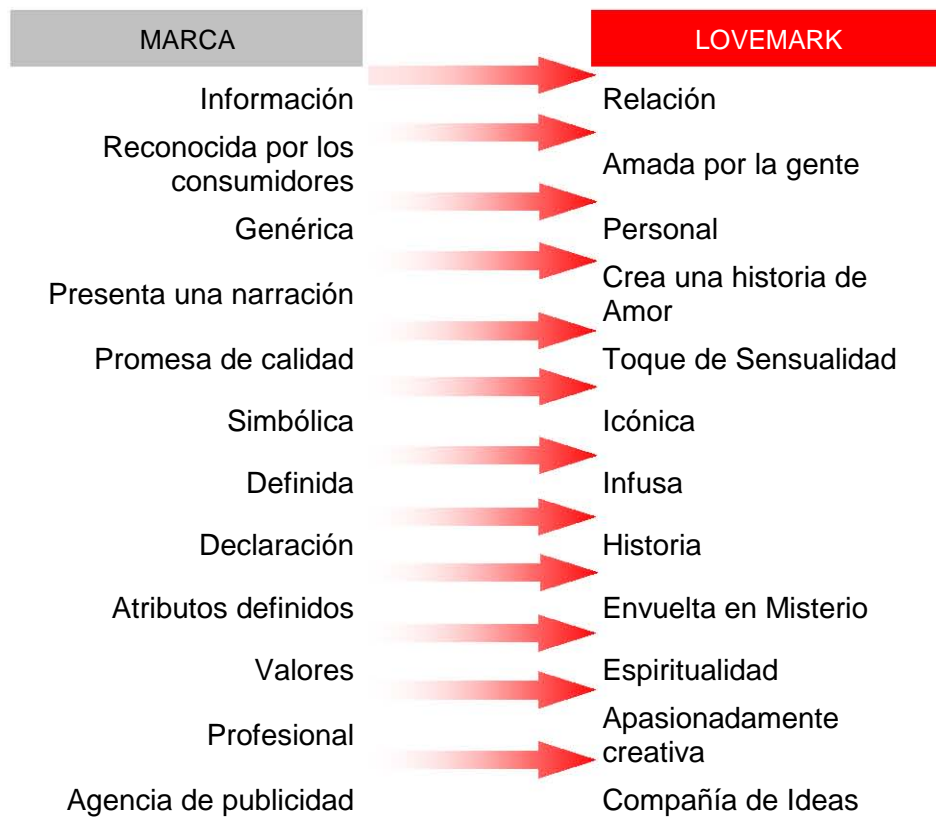 MARCA LOVEMARK
Información Relación
Reconocida por los
consumidores Amada por la gente
Genérica Personal
Presenta una narración Crea una historia de
Amor
Promesa de calidad Toque de Sensualidad
Simbólica Icónica
Definida Infusa
Declaración Historia
Atributos definidos Envuelta en Misterio
Valores Espiritualidad
Profesional Apasionadamente
creativa
Agencia de publicidad Compañía de Ideas